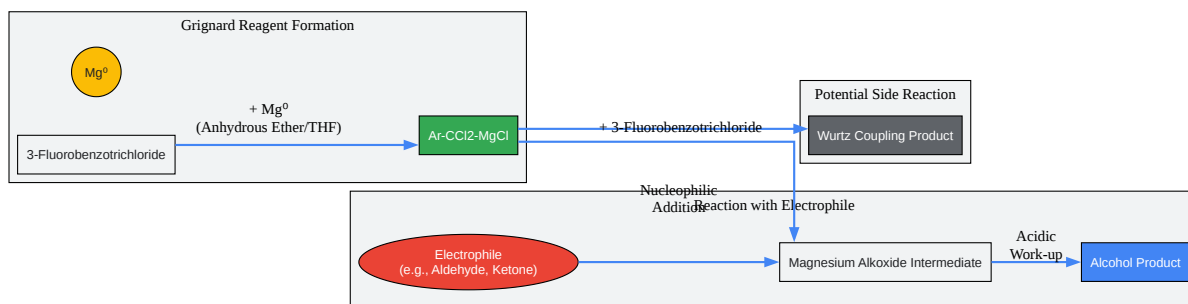 Grignard Reagent Formation
Mg⁰
+ Mg⁰
(Anhydrous Ether/THF)
3-Fluorobenzotrichloride
Ar-CCl2-MgCl
+ 3-Fluorobenzotrichloride
Potential Side Reaction
Wurtz Coupling Product
Nucleophilic
Addition
Reaction with Electrophile
Electrophile
(e.g., Aldehyde, Ketone)
Magnesium Alkoxide Intermediate
Acidic
Work-up
Alcohol Product